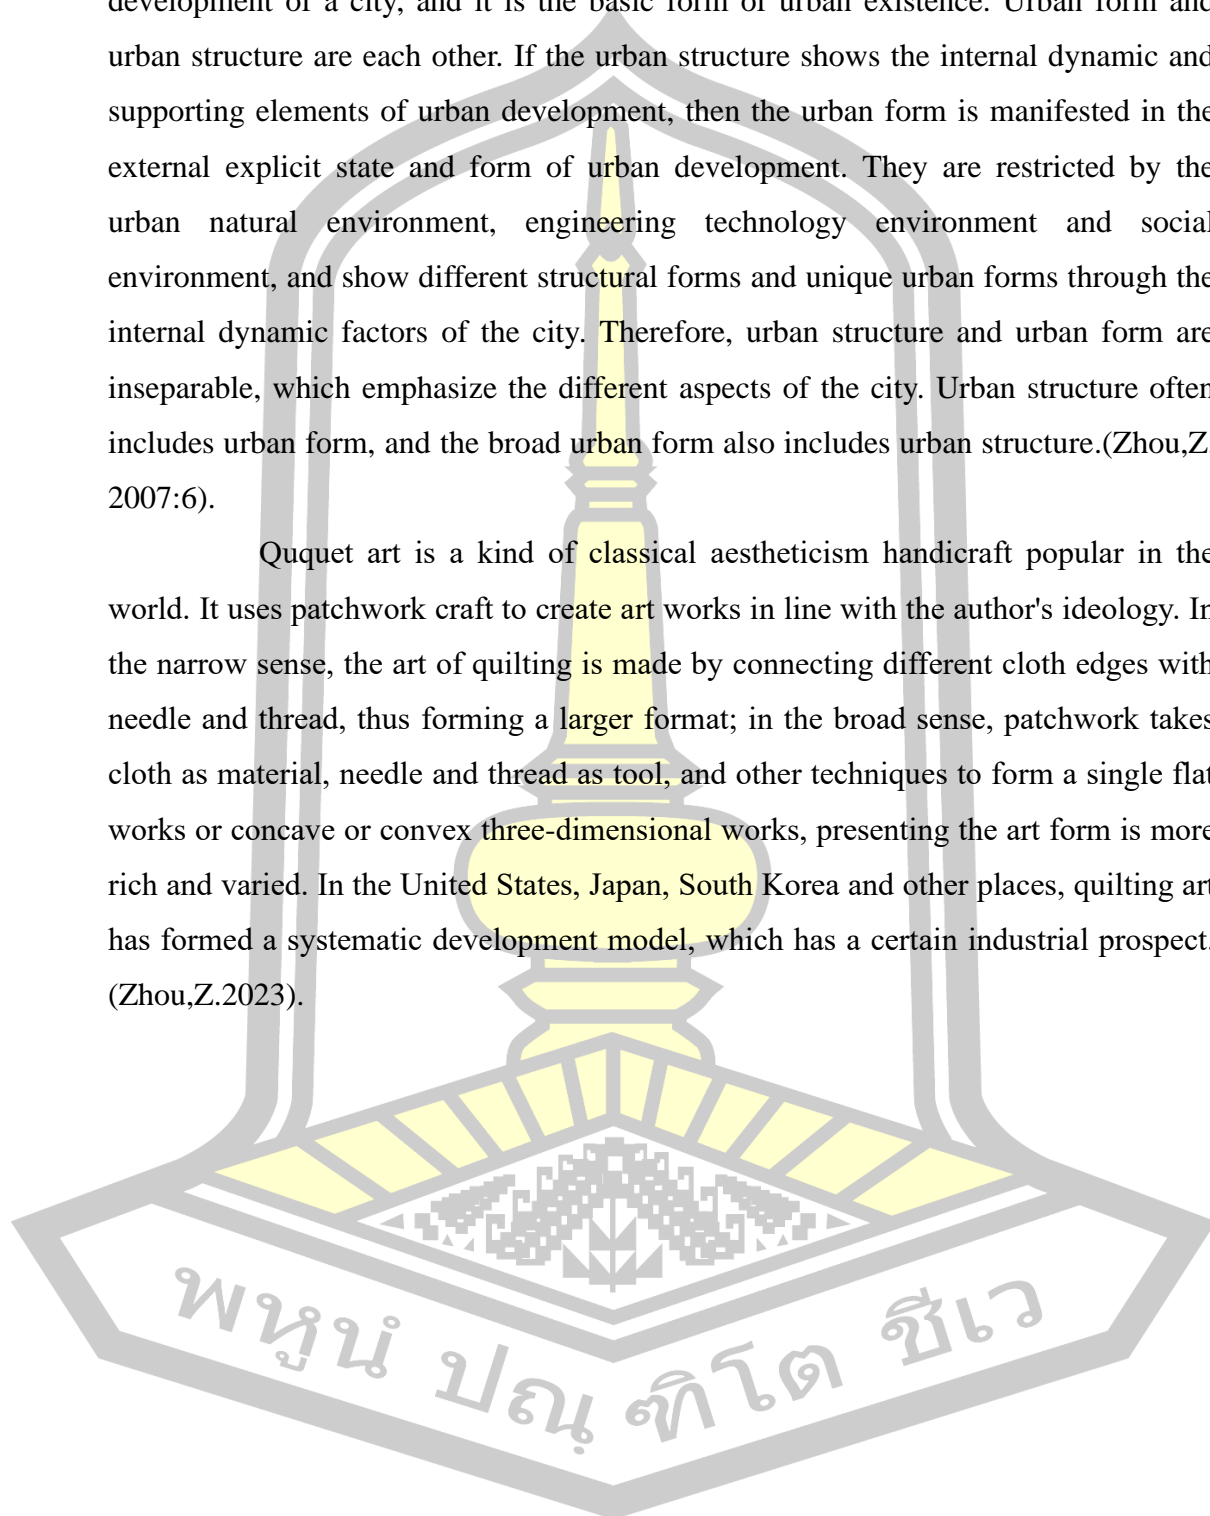 development of a city, and it is the basic form of urban existence. Urban form and
urban structure are each other. If the urban structure shows the internal dynamic and
supporting elements of urban development, then the urban form is manifested in the
external explicit state and form of urban development. They are restricted by the
urban natural environment, engineering technology environment and social
environment, and show different structural forms and unique urban forms through the
internal dynamic factors of the city. Therefore, urban structure and urban form are
inseparable, which emphasize the different aspects of the city. Urban structure often
includes urban form, and the broad urban form also includes urban structure.(Zhou,Z.
2007:6).
Ququet art is a kind of classical aestheticism handicraft popular in the
world. It uses patchwork craft to create art works in line with the author's ideology. In
the narrow sense, the art of quilting is made by connecting different cloth edges with
needle and thread, thus forming a larger format; in the broad sense, patchwork takes
cloth as material, needle and thread as tool, and other techniques to form a single flat
works or concave or convex three-dimensional works, presenting the art form is more
rich and varied. In the United States, Japan, South Korea and other places, quilting art
has formed a systematic development model, which has a certain industrial prospect.
(Zhou,Z.2023).
พหูนํ ปณฺ ฑิโต ชีเว